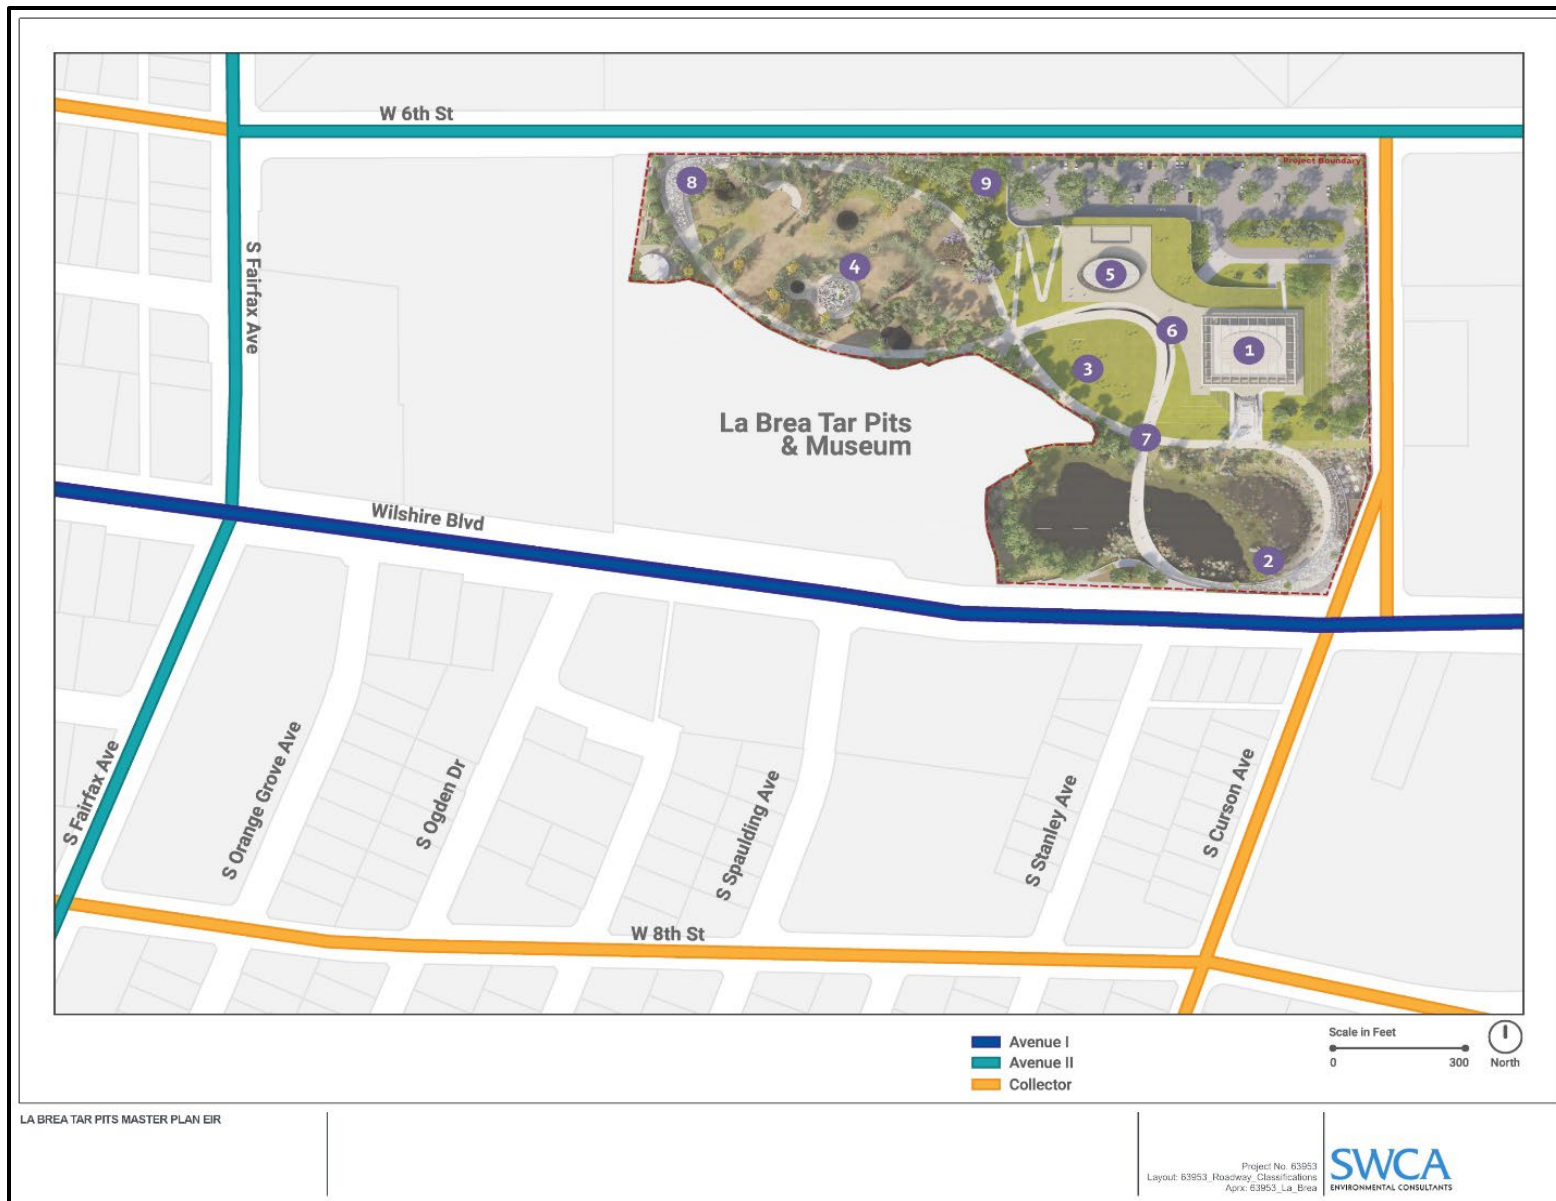 W 6th St
Project Boundary
8
9
S Fairfax Ave
4
5
6
1
3
La Brea Tar Pits
& Museum
7
Wilshire Blvd
2
S Fairfax Ave
S Orange Grove Ave
S Ogden Dr
S Spaulding Ave
S Stanley Ave
S Curson Ave
W 8th St
Avenue I
Avenue II
Collector
Scale in Feet
0 300
North
LA BREA TAR PITS MASTER PLAN EIR
Project No. 63953
Layout: 63953_Roadway_Classifications
Aprx: 63953_La_Brea
SWCA
ENVIRONMENTAL CONSULTANTS